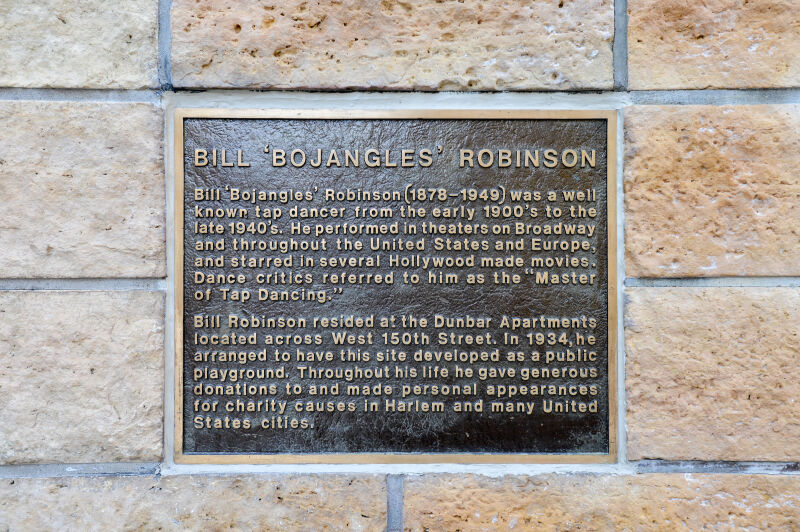 BILL 'BOJANGLES' ROBINSON
Bill 'Bojangles' Robinson (1878–1949) was a well
known tap dancer from the early 1900's to the
late 1940's. He performed in theaters on Broadway
and throughout the United States and Europe,
and starred in several Hollywood made movies.
Dance critics referred to him as the "Master
of Tap Dancing."
Bill Robinson resided at the Dunbar Apartments
located across West 150th Street. In 1934, he
arranged to have this site developed as a public
playground. Throughout his life he gave generous
donations to and made personal appearances
for charity causes in Harlem and many United
States cities.